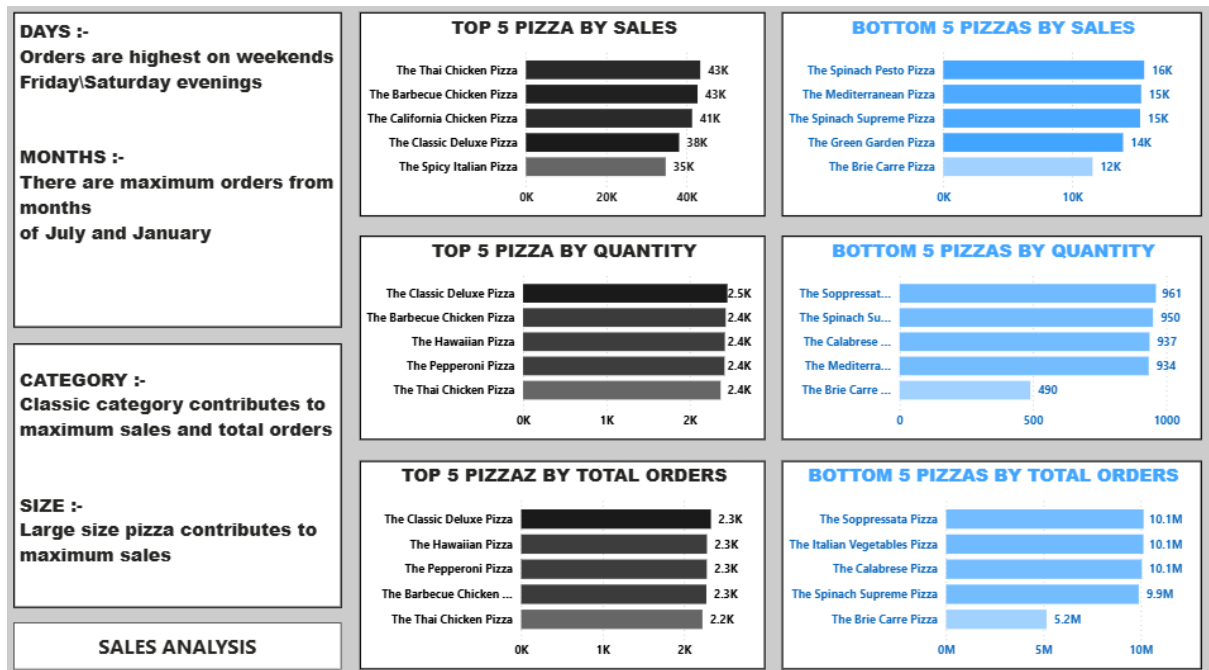 DAYS :-
Orders are highest on weekends
Friday\Saturday evenings
MONTHS :-
There are maximum orders from
months
of July and January
CATEGORY :-
Classic category contributes to
maximum sales and total orders
SIZE :-
Large size pizza contributes to
maximum sales
SALES ANALYSIS
TOP 5 PIZZA BY SALES
The Thai Chicken Pizza 43K
The Barbecue Chicken Pizza 43K
The California Chicken Pizza 41K
The Classic Deluxe Pizza 38K
The Spicy Italian Pizza 35K
0K 20K 40K
BOTTOM 5 PIZZAS BY SALES
The Spinach Pesto Pizza 16K
The Mediterranean Pizza 15K
The Spinach Supreme Pizza 15K
The Green Garden Pizza 14K
The Brie Carre Pizza 12K
0K 10K
TOP 5 PIZZA BY QUANTITY
The Classic Deluxe Pizza 2.5K
The Barbecue Chicken Pizza 2.4K
The Hawaiian Pizza 2.4K
The Pepperoni Pizza 2.4K
The Thai Chicken Pizza 2.4K
0K 1K 2K
BOTTOM 5 PIZZAS BY QUANTITY
The Soppressat... 961
The Spinach Su... 950
The Calabrese ... 937
The Mediterra... 934
The Brie Carre ... 490
0 500 1000
TOP 5 PIZZAZ BY TOTAL ORDERS
The Classic Deluxe Pizza 2.3K
The Hawaiian Pizza 2.3K
The Pepperoni Pizza 2.3K
The Barbecue Chicken ... 2.3K
The Thai Chicken Pizza 2.2K
0K 1K 2K
BOTTOM 5 PIZZAS BY TOTAL ORDERS
The Soppressata Pizza 10.1M
The Italian Vegetables Pizza 10.1M
The Calabrese Pizza 10.1M
The Spinach Supreme Pizza 9.9M
The Brie Carre Pizza 5.2M
0M 5M 10M